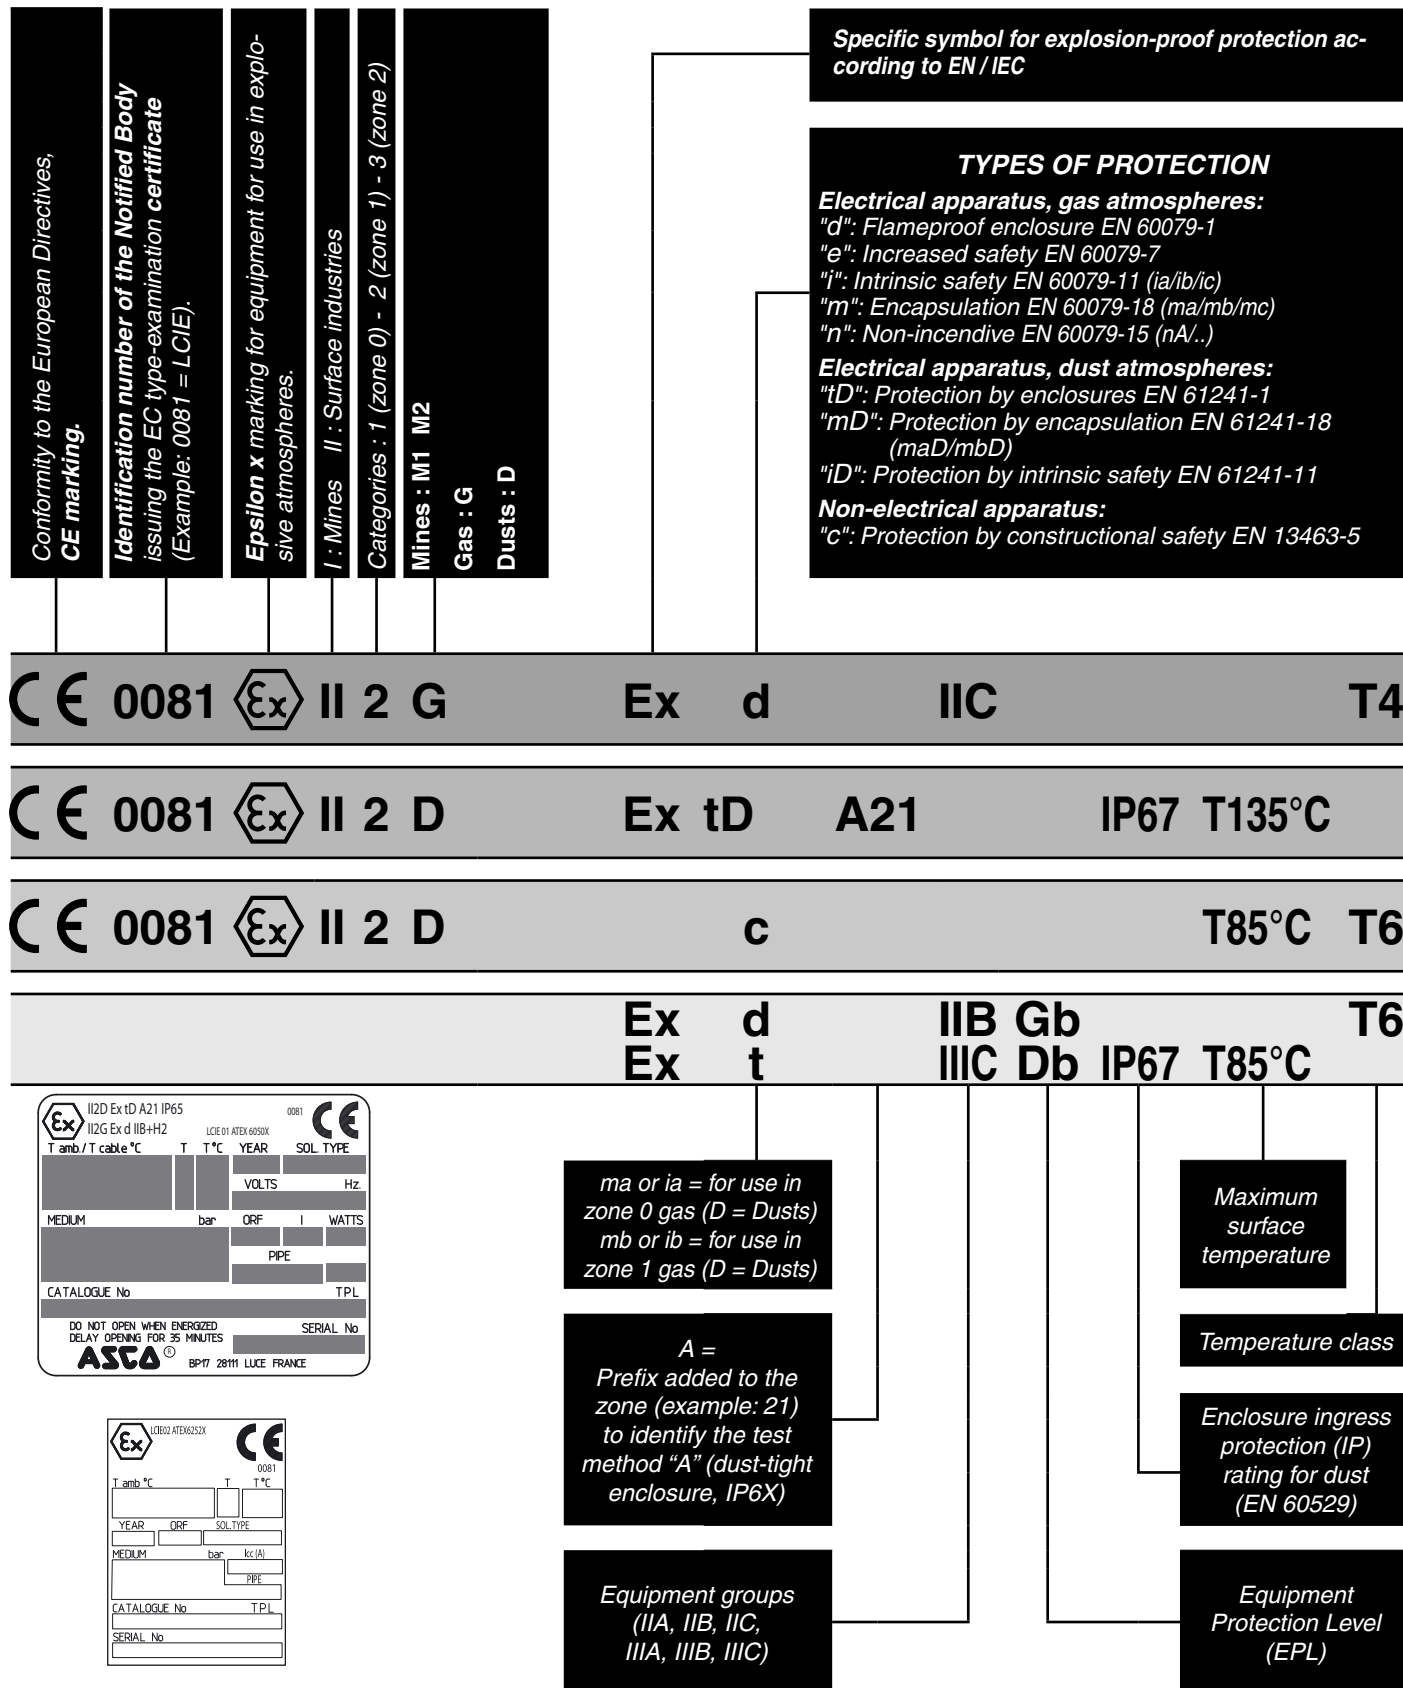 Conformity to the European Directives,
CE marking.
Identification number of the Notified Body
issuing the EC type-examination certificate
(Example: 0081 = LCIE).
Epsilon x marking for equipment for use in explo-
sive atmospheres.
I : Mines II : Surface industries
Categories : 1 (zone 0) - 2 (zone 1) - 3 (zone 2)
Mines : M1 M2
Gas : G
Dusts : D
Specific symbol for explosion-proof protection ac-
cording to EN / IEC
TYPES OF PROTECTION
Electrical apparatus, gas atmospheres:
"d": Flameproof enclosure EN 60079-1
"e": Increased safety EN 60079-7
"i": Intrinsic safety EN 60079-11 (ia/ib/ic)
"m": Encapsulation EN 60079-18 (ma/mb/mc)
"n": Non-incendive EN 60079-15 (nA/..)
Electrical apparatus, dust atmospheres:
"tD": Protection by enclosures EN 61241-1
"mD": Protection by encapsulation EN 61241-18
(maD/mbD)
"iD": Protection by intrinsic safety EN 61241-11
Non-electrical apparatus:
"c": Protection by constructional safety EN 13463-5
CE 0081 Ex II 2 G Ex d IIC T4
CE 0081 Ex II 2 D Ex tD A21 IP67 T135°C
CE 0081 Ex II 2 D c T85°C T6
Ex d IIB Gb T6
Ex t IIIC Db IP67 T85°C
Ex II2D Ex tD A21 IP65 0081 CE
II2G Ex d IIB+H2 LCIE 01 ATEX 6050X
T amb./ T cable °C T T°C YEAR SOL. TYPE
VOLTS Hz.
MEDIUM bar ORF I WATTS
PIPE
CATALOGUE No TPL
DO NOT OPEN WHEN ENERGIZED
DELAY OPENING FOR 35 MINUTES
SERIAL No
ASCO ® BP17 28111 LUCE FRANCE
Ex LCIE02 ATEX6252X CE
0081
T amb °C T T°C
YEAR ORF SOL.TYPE
MEDIUM bar Icc (A)
PIPE
CATALOGUE No TPL
SERIAL No
ma or ia = for use in
zone 0 gas (D = Dusts)
mb or ib = for use in
zone 1 gas (D = Dusts)
A =
Prefix added to the
zone (example: 21)
to identify the test
method “A” (dust-tight
enclosure, IP6X)
Equipment groups
(IIA, IIB, IIC,
IIIA, IIIB, IIIC)
Maximum
surface
temperature
Temperature class
Enclosure ingress
protection (IP)
rating for dust
(EN 60529)
Equipment
Protection Level
(EPL)